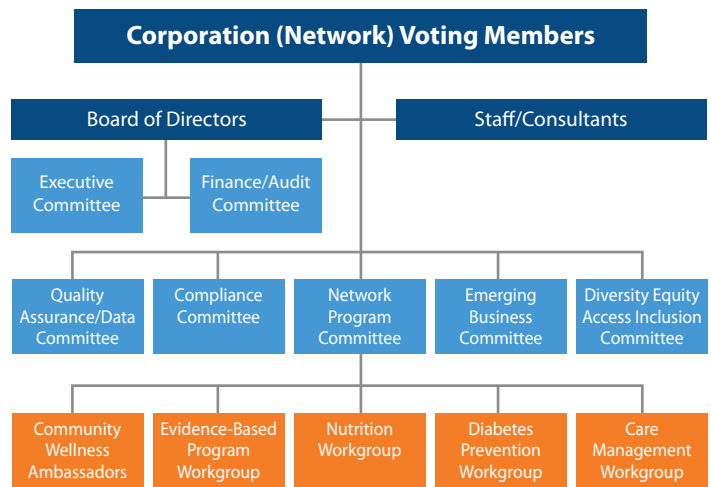 Corporation (Network) Voting Members
Board of Directors
Staff/Consultants
Executive
Committee
Finance/Audit
Committee
Quality
Assurance/Data
Committee
Compliance
Committee
Network
Program
Committee
Emerging
Business
Committee
Diversity Equity
Access Inclusion
Committee
Community
Wellness
Ambassadors
Evidence-Based
Program
Workgroup
Nutrition
Workgroup
Diabetes
Prevention
Workgroup
Care
Management
Workgroup